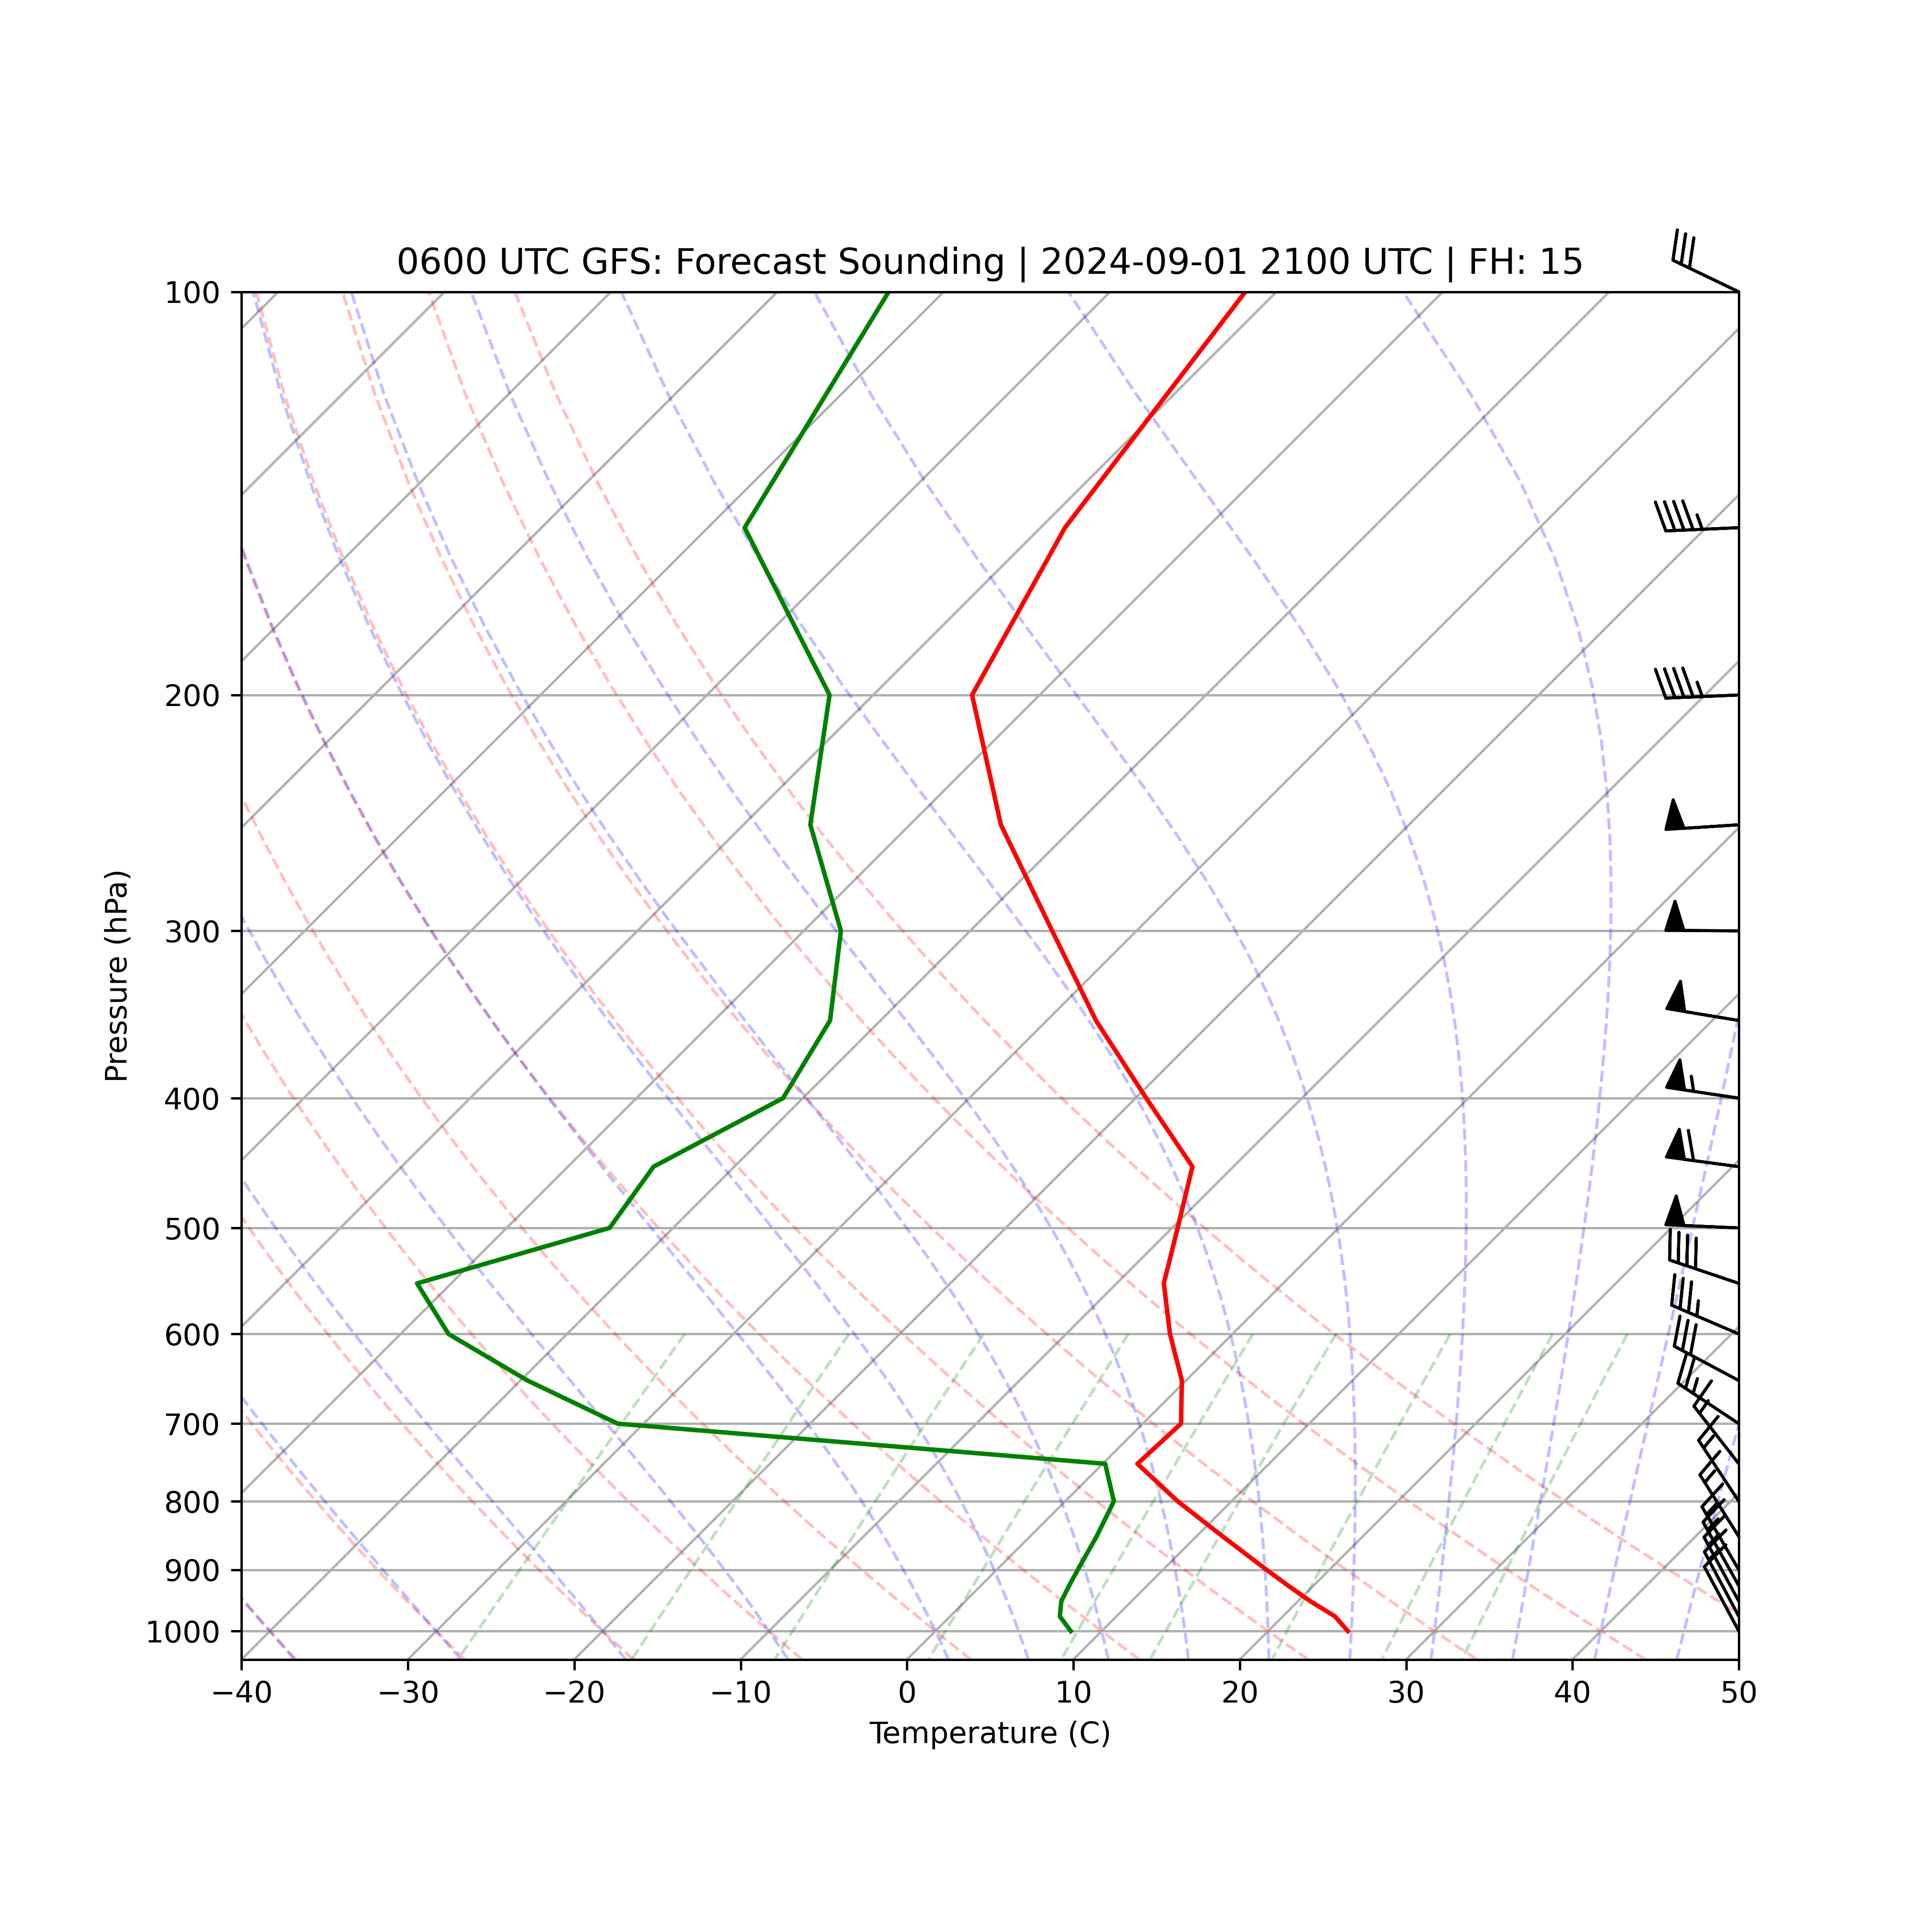 0600 UTC GFS: Forecast Sounding | 2024-09-01 2100 UTC | FH: 15
100
200
300
400
500
600
700
800
900
1000
Pressure (hPa)
−40 −30 −20 −10 0 10 20 30 40 50
Temperature (C)